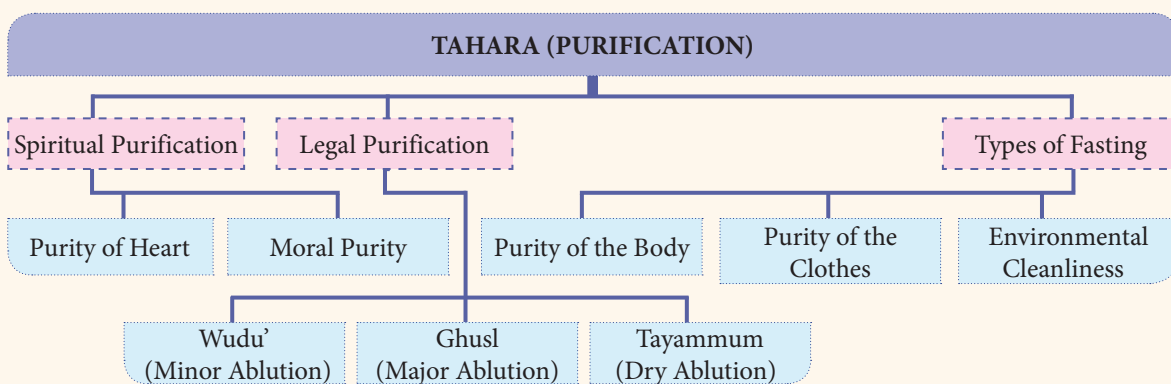 TAHARA (PURIFICATION)
Spiritual Purification
Legal Purification
Types of Fasting
Purity of Heart
Moral Purity
Purity of the Body
Purity of the
Clothes
Environmental
Cleanliness
Wudu’
(Minor Ablution)
Ghusl
(Major Ablution)
Tayammum
(Dry Ablution)